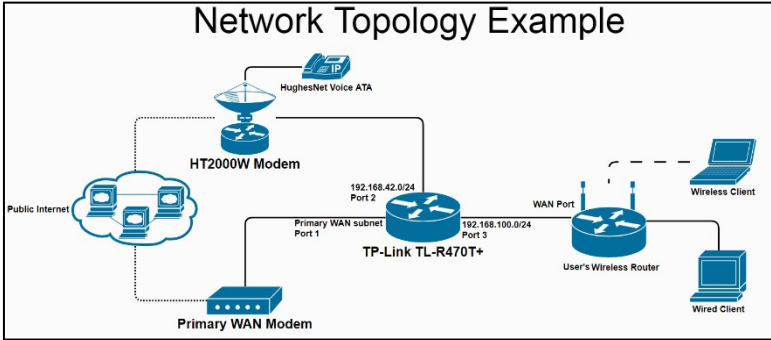 Network Topology Example
IP
HughesNet Voice ATA
HT2000W Modem
Public Internet
192.168.42.0/24
Port 2
Primary WAN subnet
Port 1
192.168.100.0/24
Port 3
TP-Link TL-R470T+
Primary WAN Modem
WAN Port
User's Wireless Router
Wireless Client
Wired Client